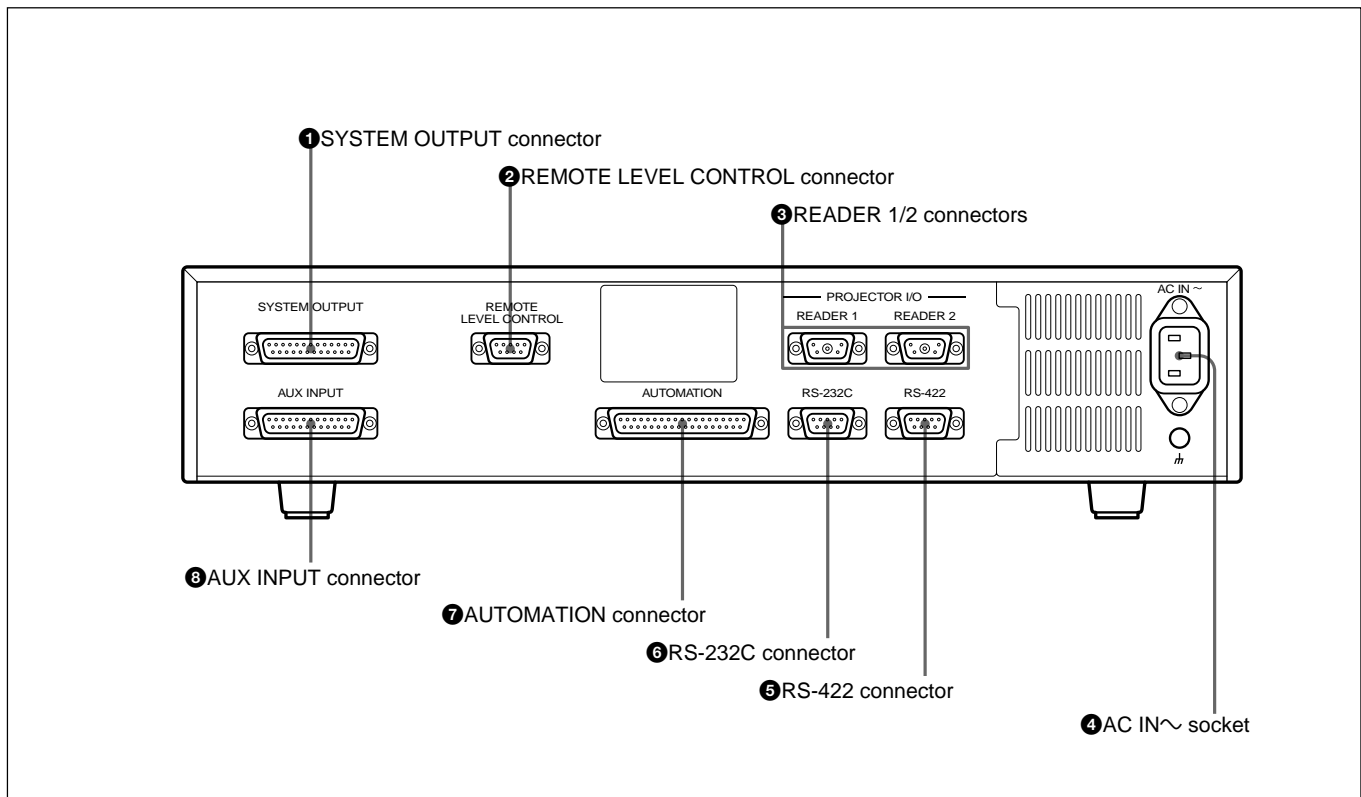 ❶SYSTEM OUTPUT connector
❷REMOTE LEVEL CONTROL connector
❸READER 1/2 connectors
AC IN ~
PROJECTOR I/O
SYSTEM OUTPUT
REMOTE
LEVEL CONTROL
READER 1
READER 2
AUX INPUT
AUTOMATION
RS-232C
RS-422
❽AUX INPUT connector
❼AUTOMATION connector
❻RS-232C connector
❺RS-422 connector
❹AC IN~ socket